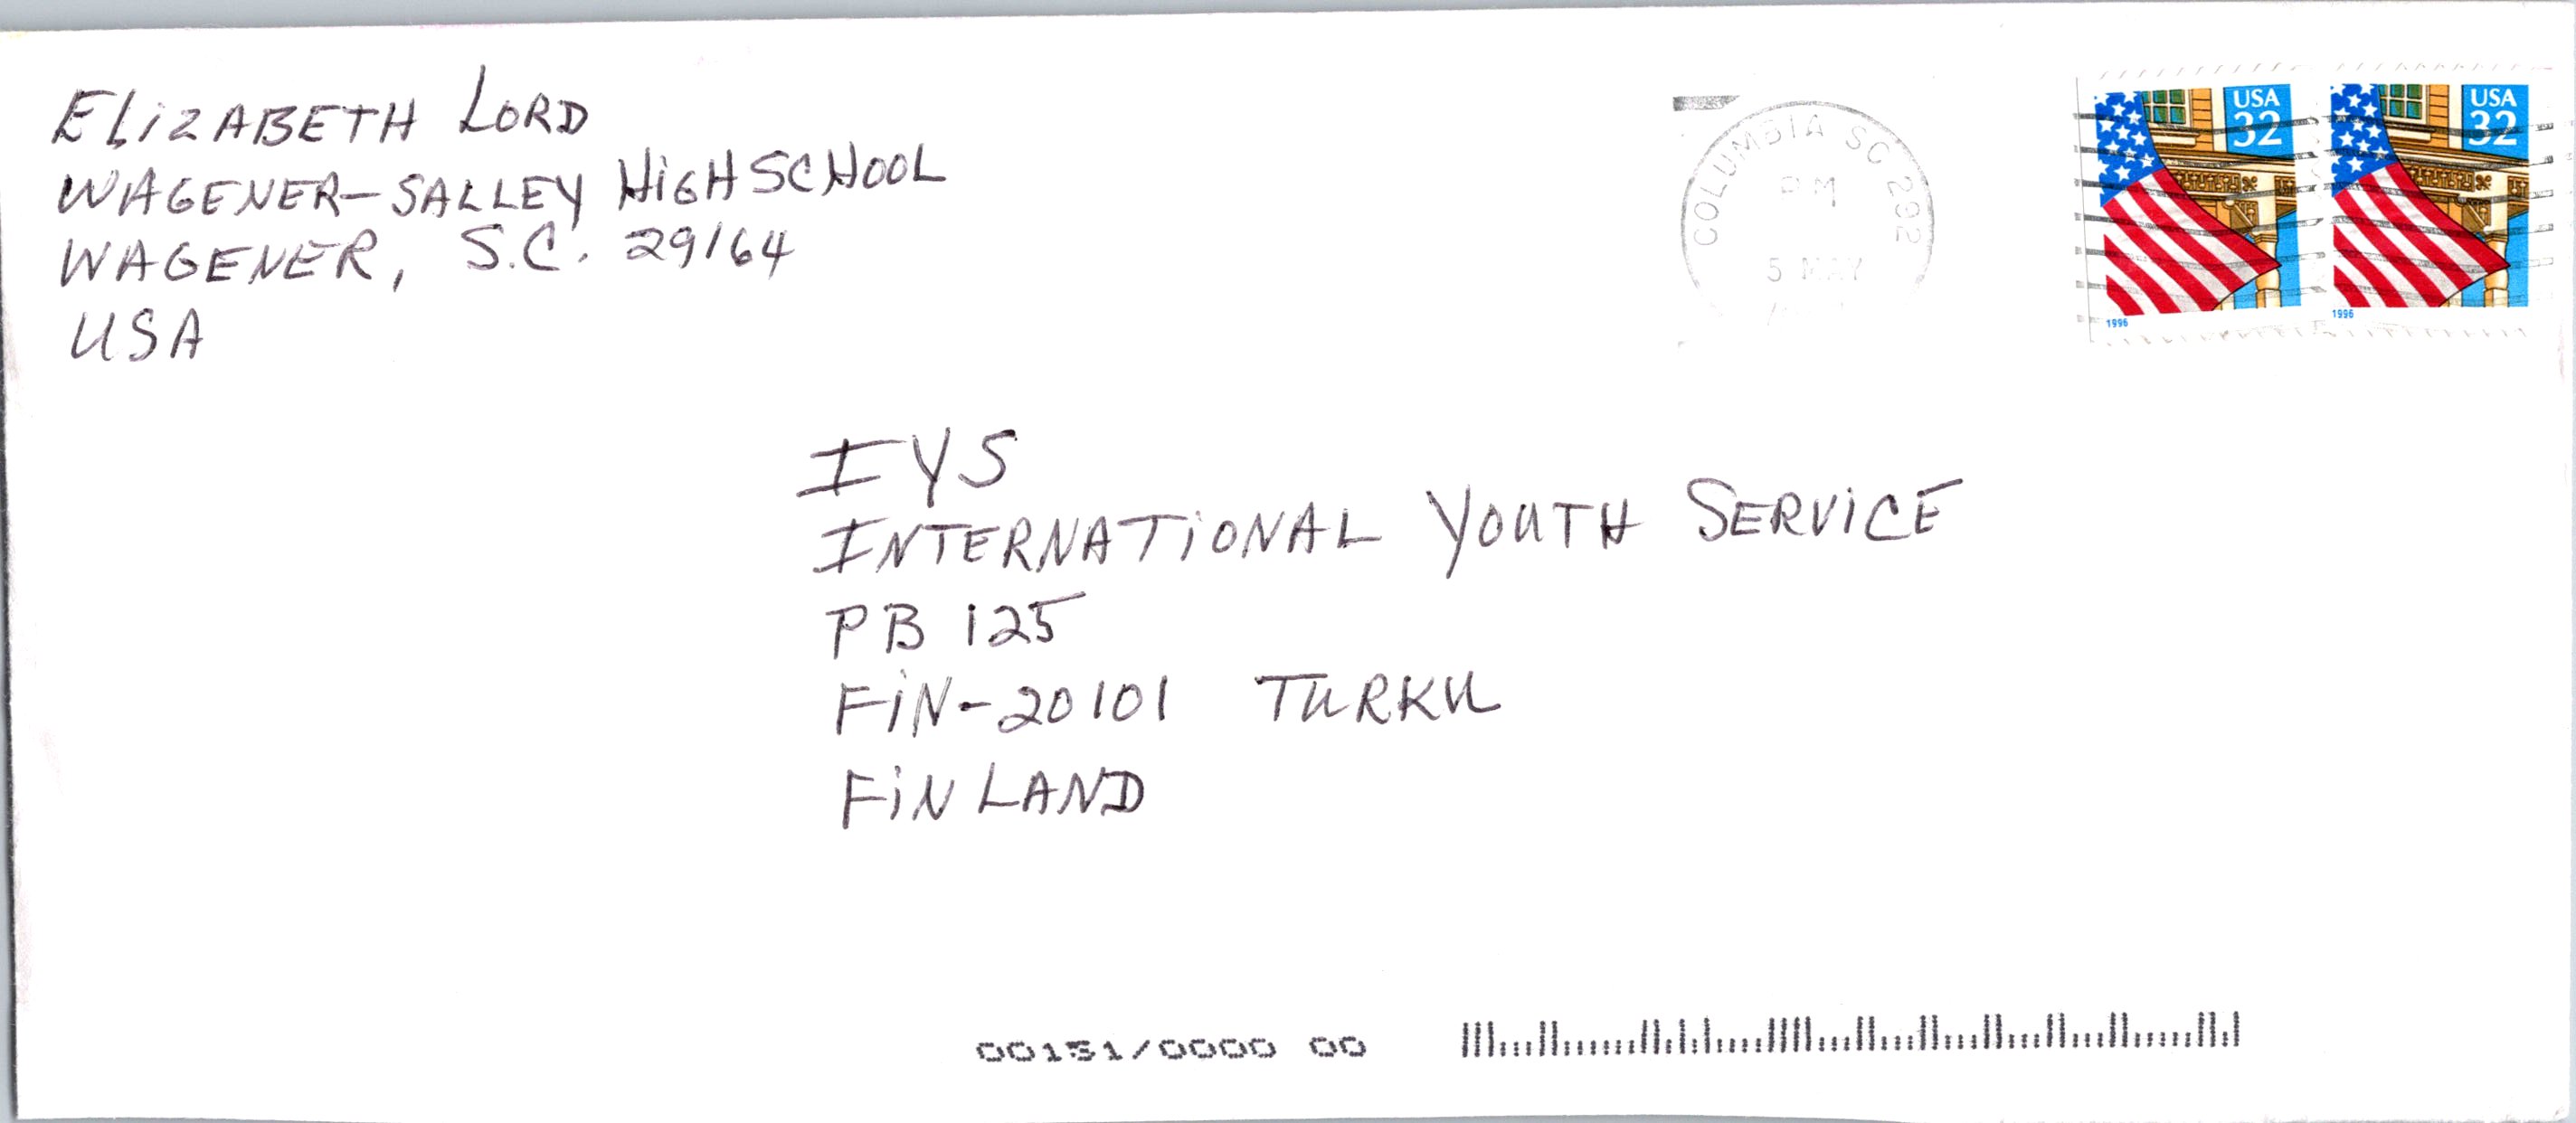 ELiZABETH LORD
WAGENER-SALLEY HiGH SCHOOL
WAGENER, S.C. 29164
USA
COLUMBIA SC 292
PM
5 MAY
USA
32
1996
USA
32
1996
IYS
INTERNATiONAL YOUTH SERViCE
PB 125
FiN-20101 TURKU
FiNLAND
00151/0000 00